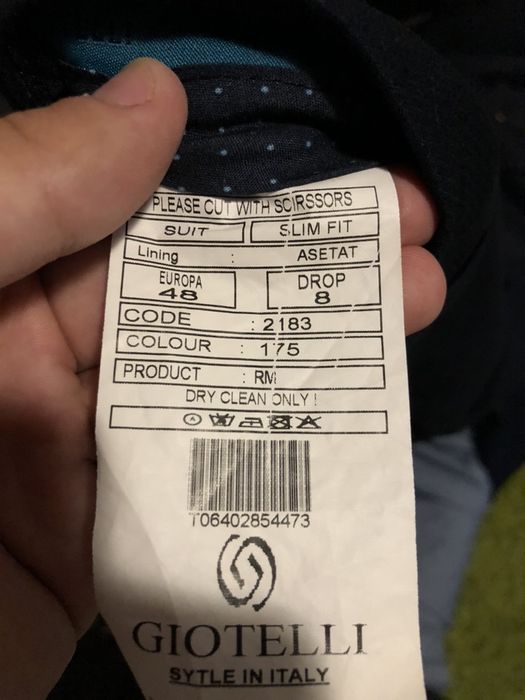 PLEASE CUT WITH SCIRSSORS
SUIT SLIM FIT
Lining : ASETAT
EUROPA DROP
48 8
CODE : 2183
COLOUR : 175
PRODUCT : RM
DRY CLEAN ONLY !
T06402854473
GIOTELLI
SYTLE IN ITALY